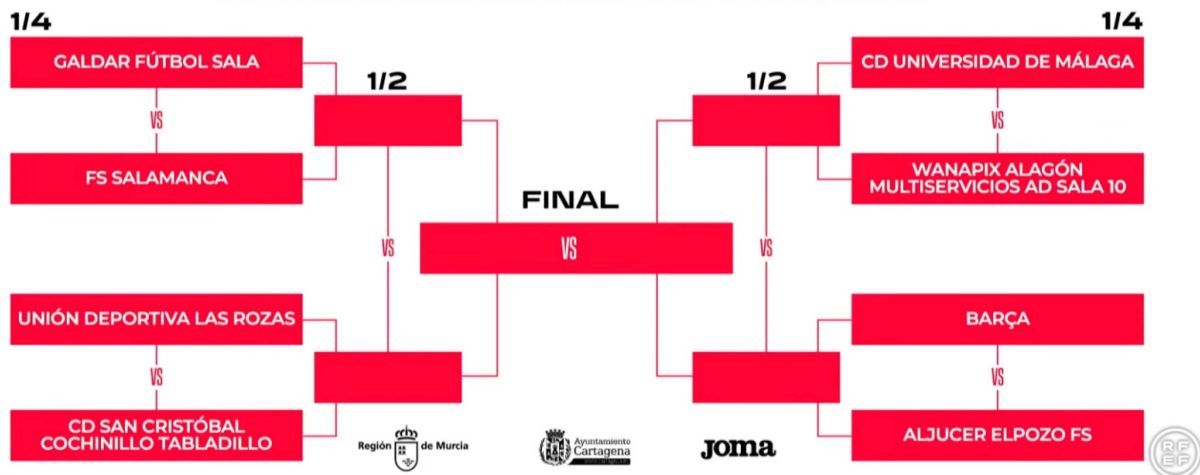 1/4
1/4
GALDAR FÚTBOL SALA
VS
FS SALAMANCA
1/2
1/2
CD UNIVERSIDAD DE MÁLAGA
VS
WANAPIX ALAGÓN
MULTISERVICIOS AD SALA 10
FINAL
VS
VS
VS
UNIÓN DEPORTIVA LAS ROZAS
VS
CD SAN CRISTÓBAL
COCHINILLO TABLADILLO
BARÇA
VS
ALJUCER ELPOZO FS
Región de Murcia
Ayuntamiento
Cartagena
Joma
RF
EF